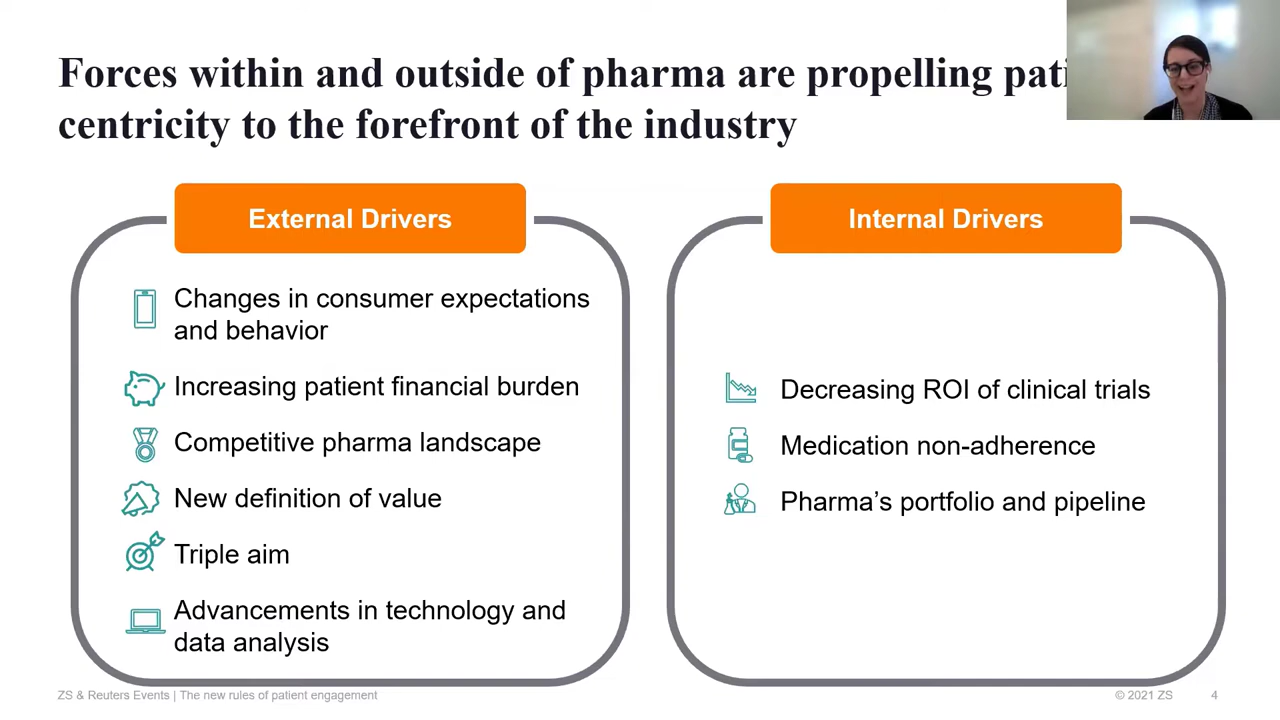 Forces within and outside of pharma are propelling
centricity to the forefront of the industry
External Drivers
Changes in consumer expectations
and behavior
Increasing patient financial burden
Competitive pharma landscape
New definition of value
Triple aim
Advancements in technology and
data analysis
Internal Drivers
Decreasing ROI of clinical trials
Medication non-adherence
Pharma’s portfolio and pipeline
ZS & Reuters Events | The new rules of patient engagement
© 2021 ZS
4